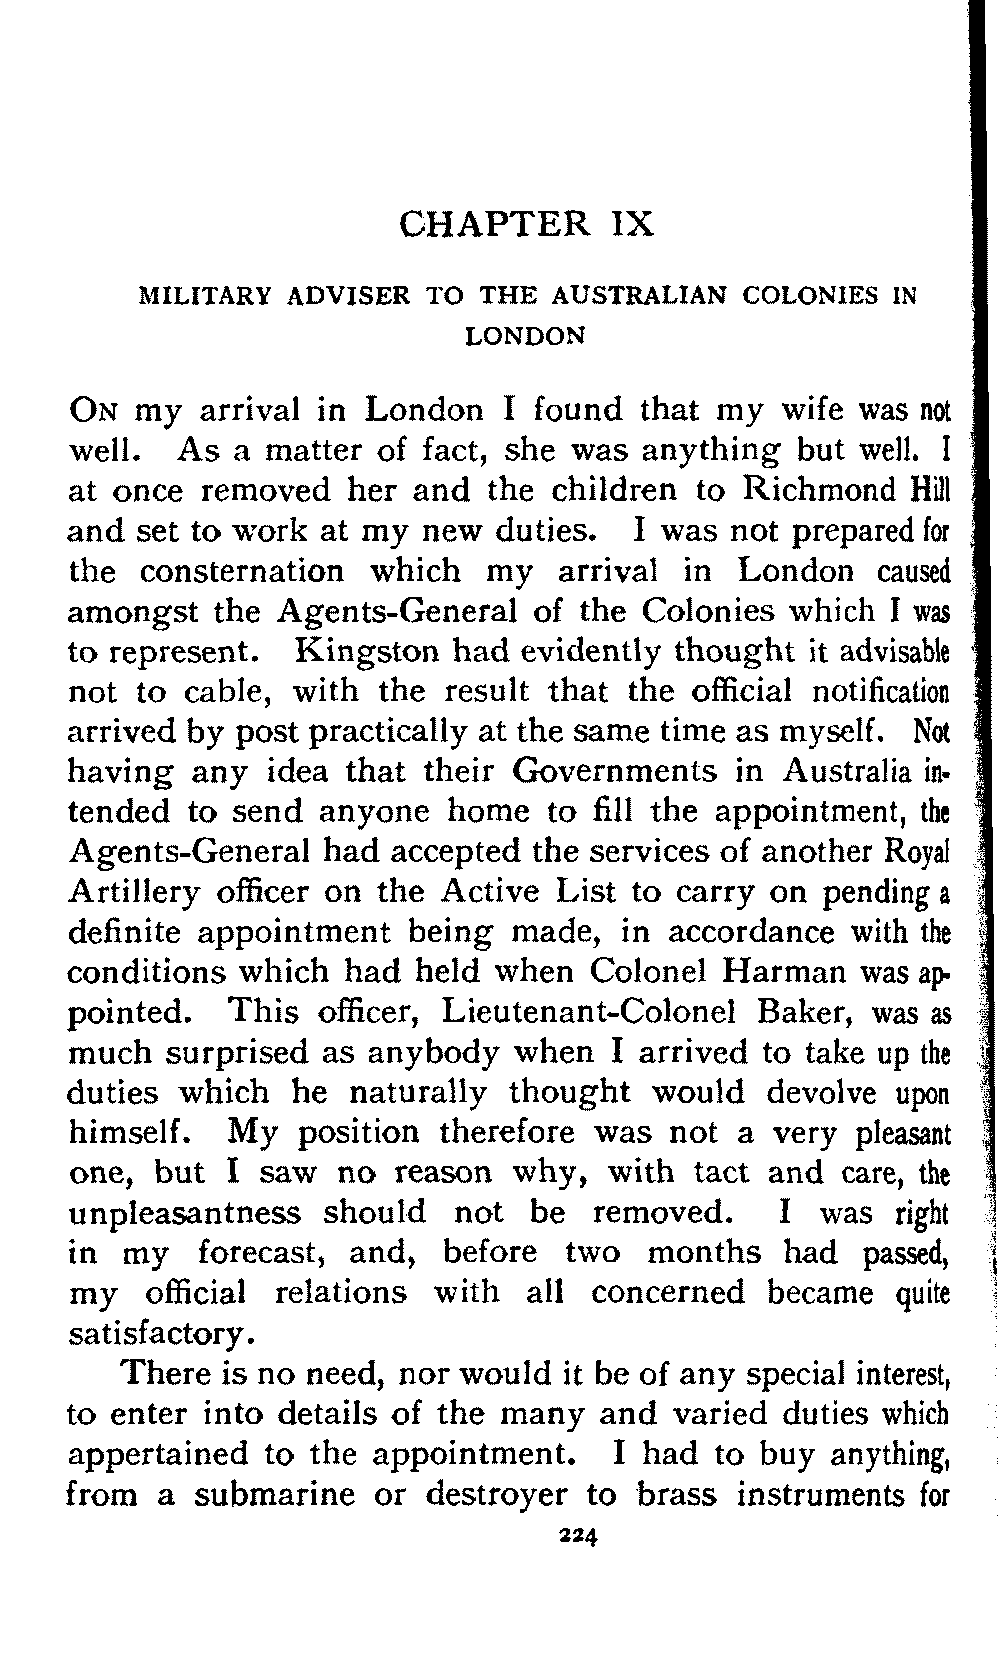 CHAPTER IX
MILITARY ADVISER TO THE AUSTRALIAN COLONIES IN
LONDON
ON my arrival in London I found that my wife was not
well. As a matter of fact, she was anything but well. I
at once removed her and the children to Richmond Hill
and set to work at my new duties. I was not prepared for
the consternation which my arrival in London caused
amongst the Agents-General of the Colonies which I was
to represent. Kingston had evidently thought it advisable
not to cable, with the result that the official notification
arrived by post practically at the same time as myself. Not
having any idea that their Governments in Australia in-
tended to send anyone home to fill the appointment, the
Agents-General had accepted the services of another Royal
Artillery officer on the Active List to carry on pending a
definite appointment being made, in accordance with the
conditions which had held when Colonel Harman was ap-
pointed. This officer, Lieutenant-Colonel Baker, was as
much surprised as anybody when I arrived to take up the
duties which he naturally thought would devolve upon
himself. My position therefore was not a very pleasant
one, but I saw no reason why, with tact and care, the
unpleasantness should not be removed. I was right
in my forecast, and, before two months had passed,
my official relations with all concerned became quite
satisfactory.
There is no need, nor would it be of any special interest,
to enter into details of the many and varied duties which
appertained to the appointment. I had to buy anything,
from a submarine or destroyer to brass instruments for
224